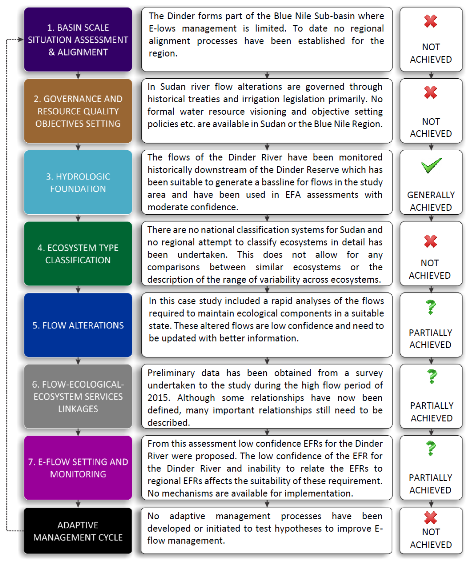 1. BASIN SCALE
SITUATION ASSESSMENT
& ALIGNMENT
The Dinder forms part of the Blue Nile Sub-basin where
E-lows management is limited. To date no regional
alignment processes have been established for the
region.
NOT
ACHIEVED
2. GOVERNANCE AND
RESOURCE QUALITY
OBJECTIVES SETTING
In Sudan river flow alterations are governed through
historical treaties and irrigation legislation primarily. No
formal water resource visioning and objective setting
policies etc. are available in Sudan or the Blue Nile Region.
NOT
ACHIEVED
3. HYDROLOGIC
FOUNDATION
The flows of the Dinder River have been monitored
historically downstream of the Dinder Reserve which has
been suitable to generate a bassline for flows in the study
area and have been used in EFA assessments with
moderate confidence.
GENERALLY
ACHIEVED
4. ECOSYSTEM TYPE
CLASSIFICATION
There are no national classification systems for Sudan and
no regional attempt to classify ecosystems in detail has
been undertaken. This does not allow for any
comparisons between similar ecosystems or the
description of the range of variability across ecosystems.
NOT
ACHIEVED
5. FLOW ALTERATIONS
In this case study included a rapid analyses of the flows
required to maintain ecological components in a suitable
state. These altered flows are low confidence and need to
be updated with better information.
?
PARTIALLY
ACHIEVED
6. FLOW-ECOLOGICAL-
ECOSYSTEM SERVICES
LINKAGES
Preliminary data has been obtained from a survey
undertaken to the study during the high flow period of
2015. Although some relationships have now been
defined, many important relationships still need to be
described.
?
PARTIALLY
ACHIEVED
7. E-FLOW SETTING AND
MONITORING
From this assessment low confidence EFRs for the Dinder
River were proposed. The low confidence of the EFR for
the Dinder River and inability to relate the EFRs to
regional EFRs affects the suitability of these requirement.
No mechanisms are available for implementation.
?
PARTIALLY
ACHIEVED
ADAPTIVE
MANAGEMENT CYCLE
No adaptive management processes have been
developed or initiated to test hypotheses to improve E-
flow management.
NOT
ACHIEVED